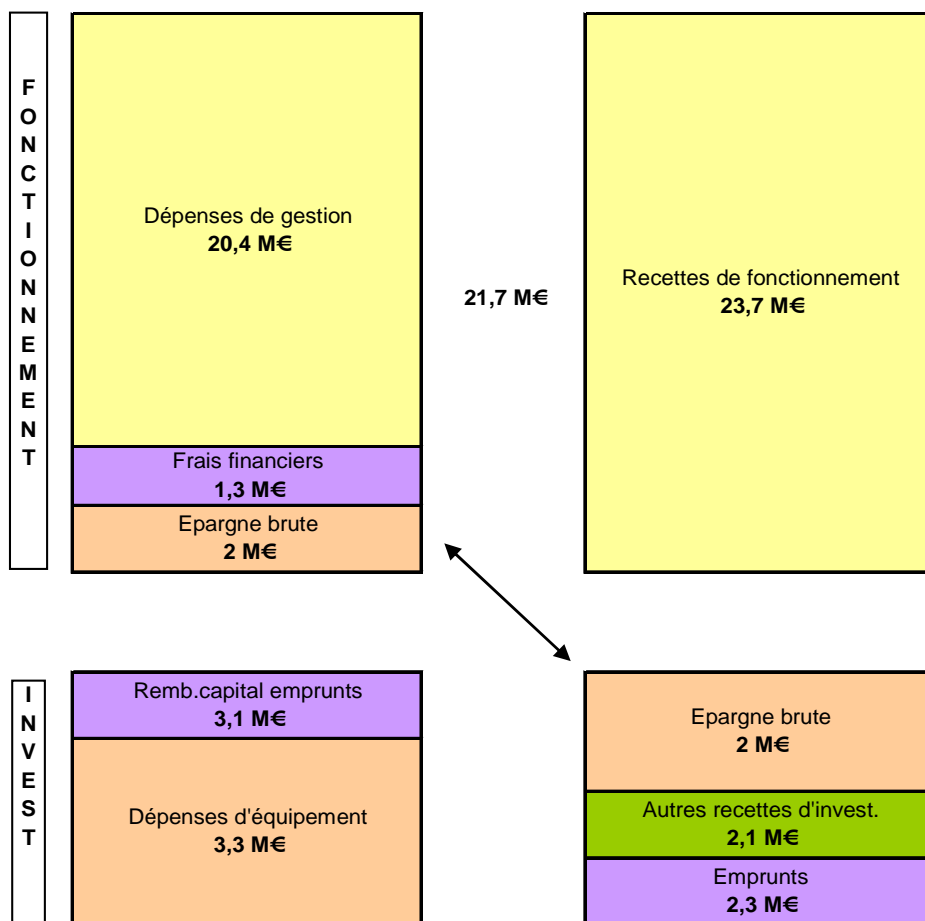 FONCTIONNEMENT
Dépenses de gestion
20,4 M€
Frais financiers
1,3 M€
Epargne brute
2 M€
21,7 M€
Recettes de fonctionnement
23,7 M€
INVEST
Remb.capital emprunts
3,1 M€
Dépenses d'équipement
3,3 M€
Epargne brute
2 M€
Autres recettes d'invest.
2,1 M€
Emprunts
2,3 M€